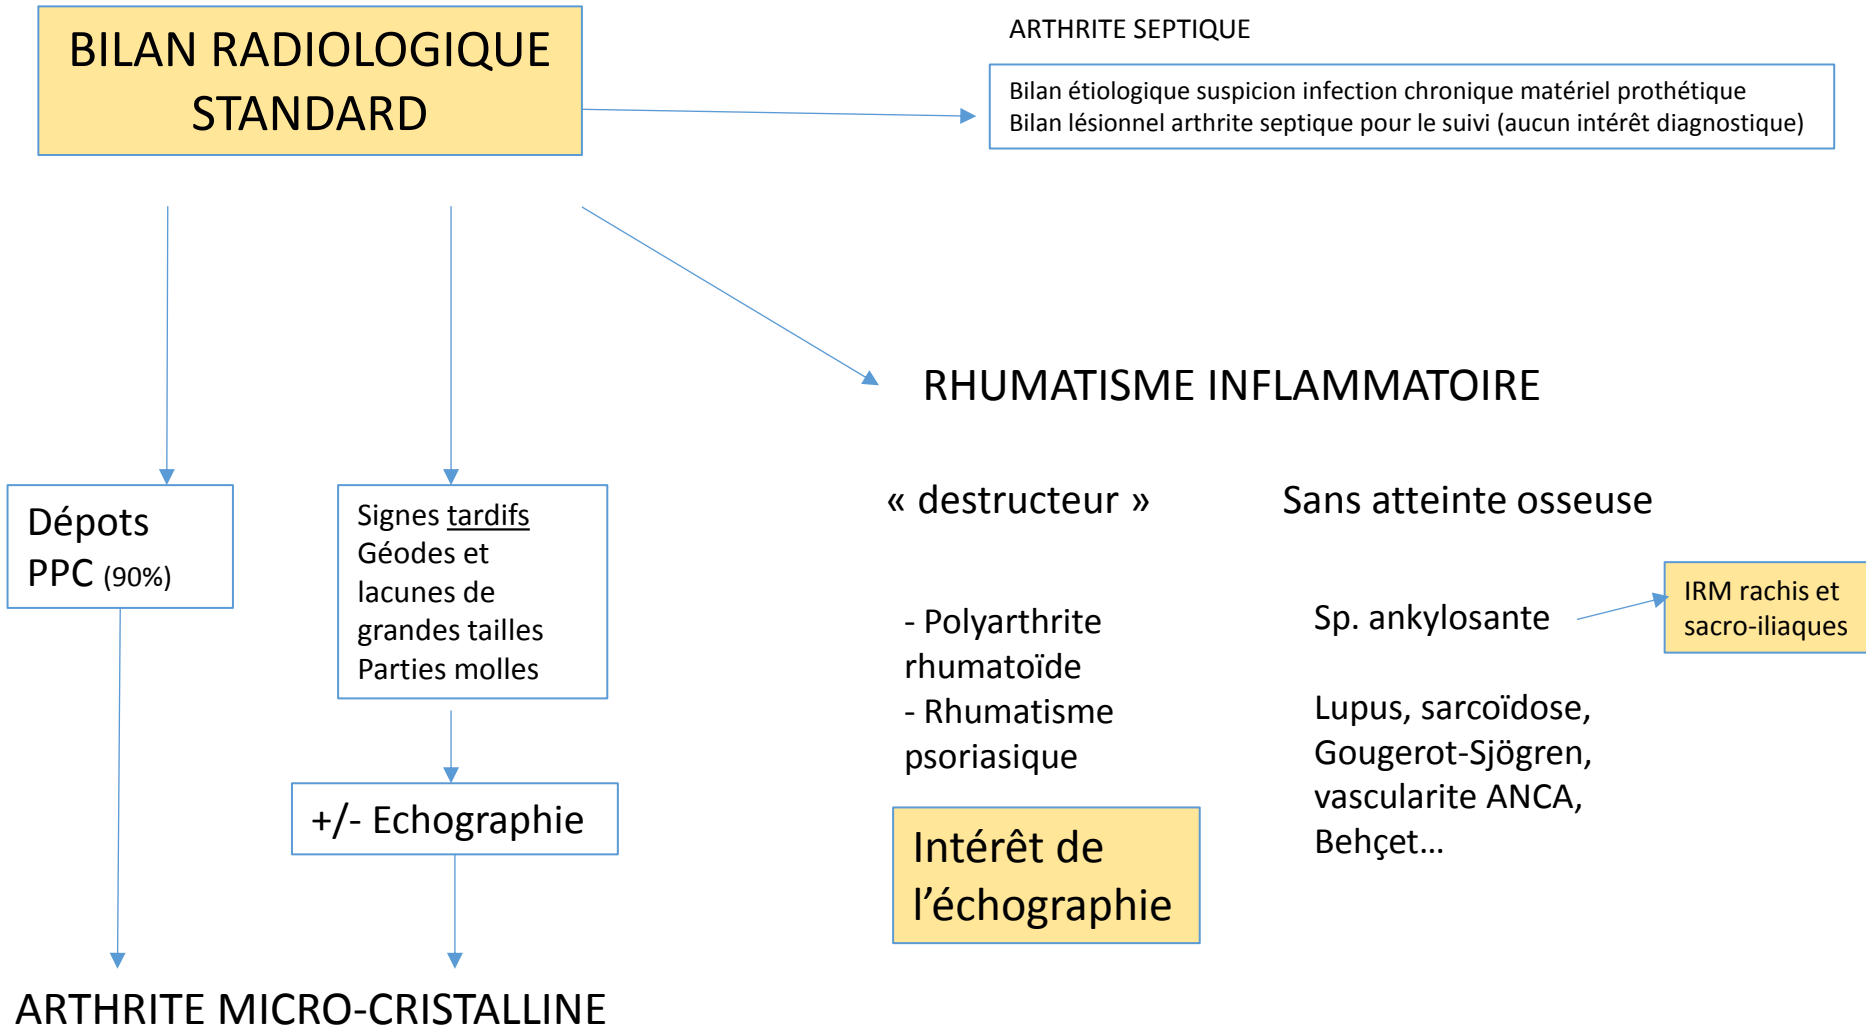 BILAN RADIOLOGIQUE
STANDARD
ARTHRITE SEPTIQUE
Bilan étiologique suspicion infection chronique matériel prothétique
Bilan lésionnel arthrite septique pour le suivi (aucun intérêt diagnostique)
Dépots
PPC (90%)
Signes tardifs
Géodes et
lacunes de
grandes tailles
Parties molles
+/- Echographie
ARTHRITE MICRO-CRISTALLINE
RHUMATISME INFLAMMATOIRE
« destructeur »
- Polyarthrite
rhumatoïde
- Rhumatisme
psoriasique
Intérêt de
l’échographie
Sans atteinte osseuse
Sp. ankylosante
IRM rachis et
sacro-iliaques
Lupus, sarcoïdose,
Gougerot-Sjögren,
vascularite ANCA,
Behçet…